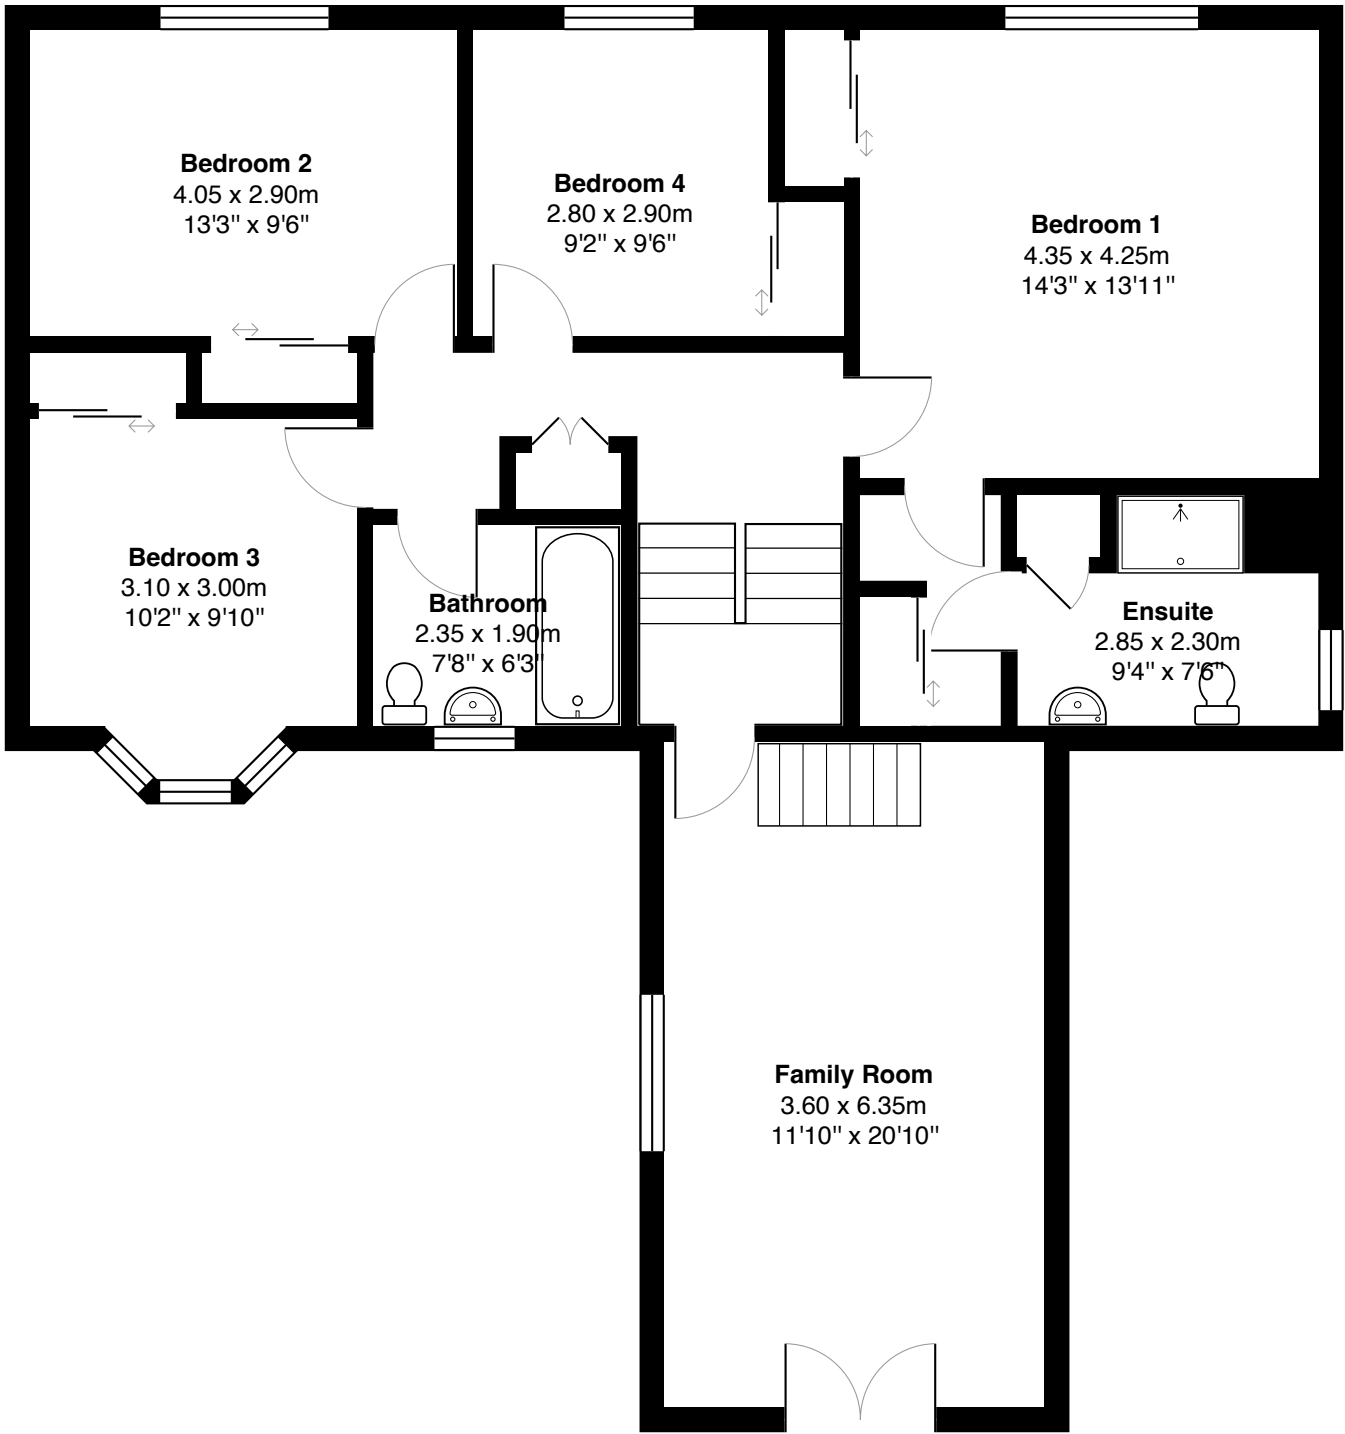 Bedroom 2
4.05 x 2.90m
13'3" x 9'6"
Bedroom 4
2.80 x 2.90m
9'2" x 9'6"
Bedroom 1
4.35 x 4.25m
14'3" x 13'11"
Bedroom 3
3.10 x 3.00m
10'2" x 9'10"
Bathroom
2.35 x 1.90m
7'8" x 6'3"
Ensuite
2.85 x 2.30m
9'4" x 7'6"
Family Room
3.60 x 6.35m
11'10" x 20'10"